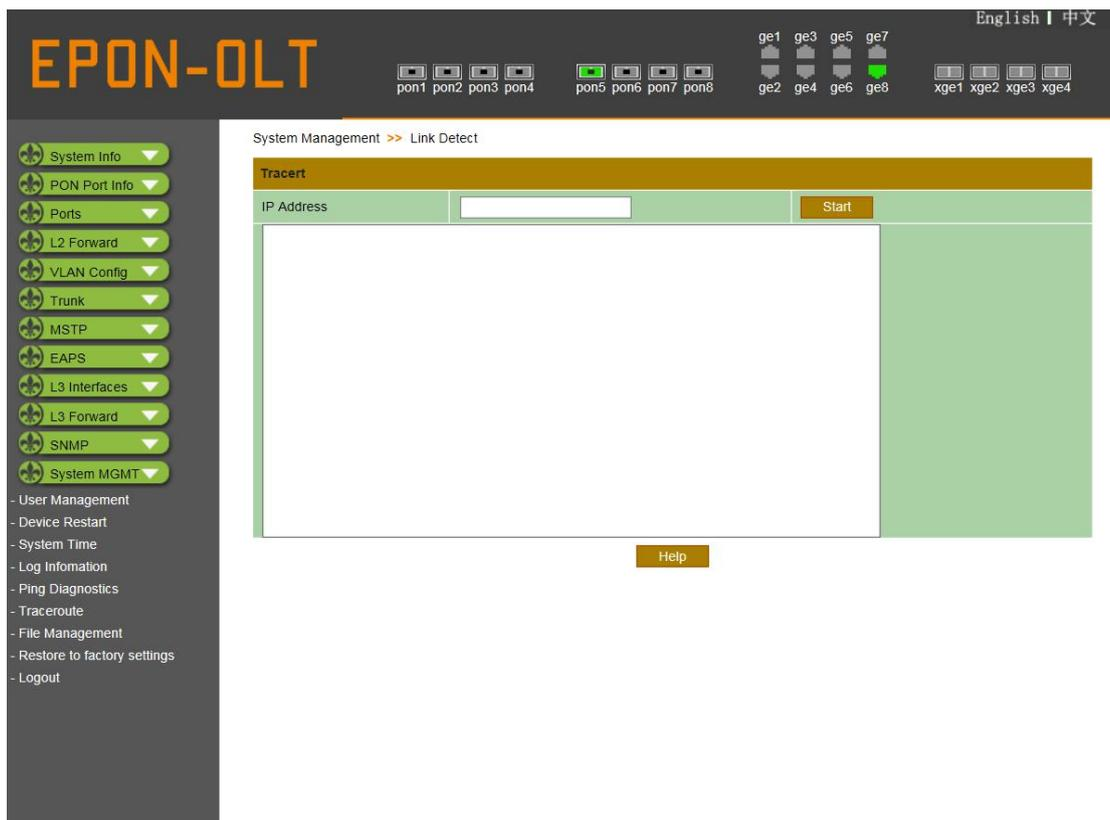 English | 中文
EPON-OLT
ge1 ge3 ge5 ge7
pon1 pon2 pon3 pon4 pon5 pon6 pon7 pon8 ge2 ge4 ge6 ge8 xge1 xge2 xge3 xge4
System Management >> Link Detect
Tracert
IP Address Start
Help
System Info
PON Port Info
Ports
L2 Forward
VLAN Config
Trunk
MSTP
EAPS
L3 Interfaces
L3 Forward
SNMP
System MGMT
- User Management
- Device Restart
- System Time
- Log Infomation
- Ping Diagnostics
- Traceroute
- File Management
- Restore to factory settings
- Logout